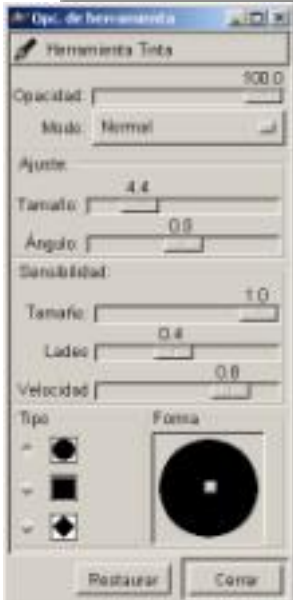 Opc. de herramienta
Herramienta Tinta
100.0
Opacidad:
Modo: Normal
Ajuste
4.4
Tamaño:
0.0
Ángulo:
Sensibilidad
1.0
Tamaño:
0.4
Ladeo
0.8
Velocidad
Tipo
Forma
Restaurar
Cerrar